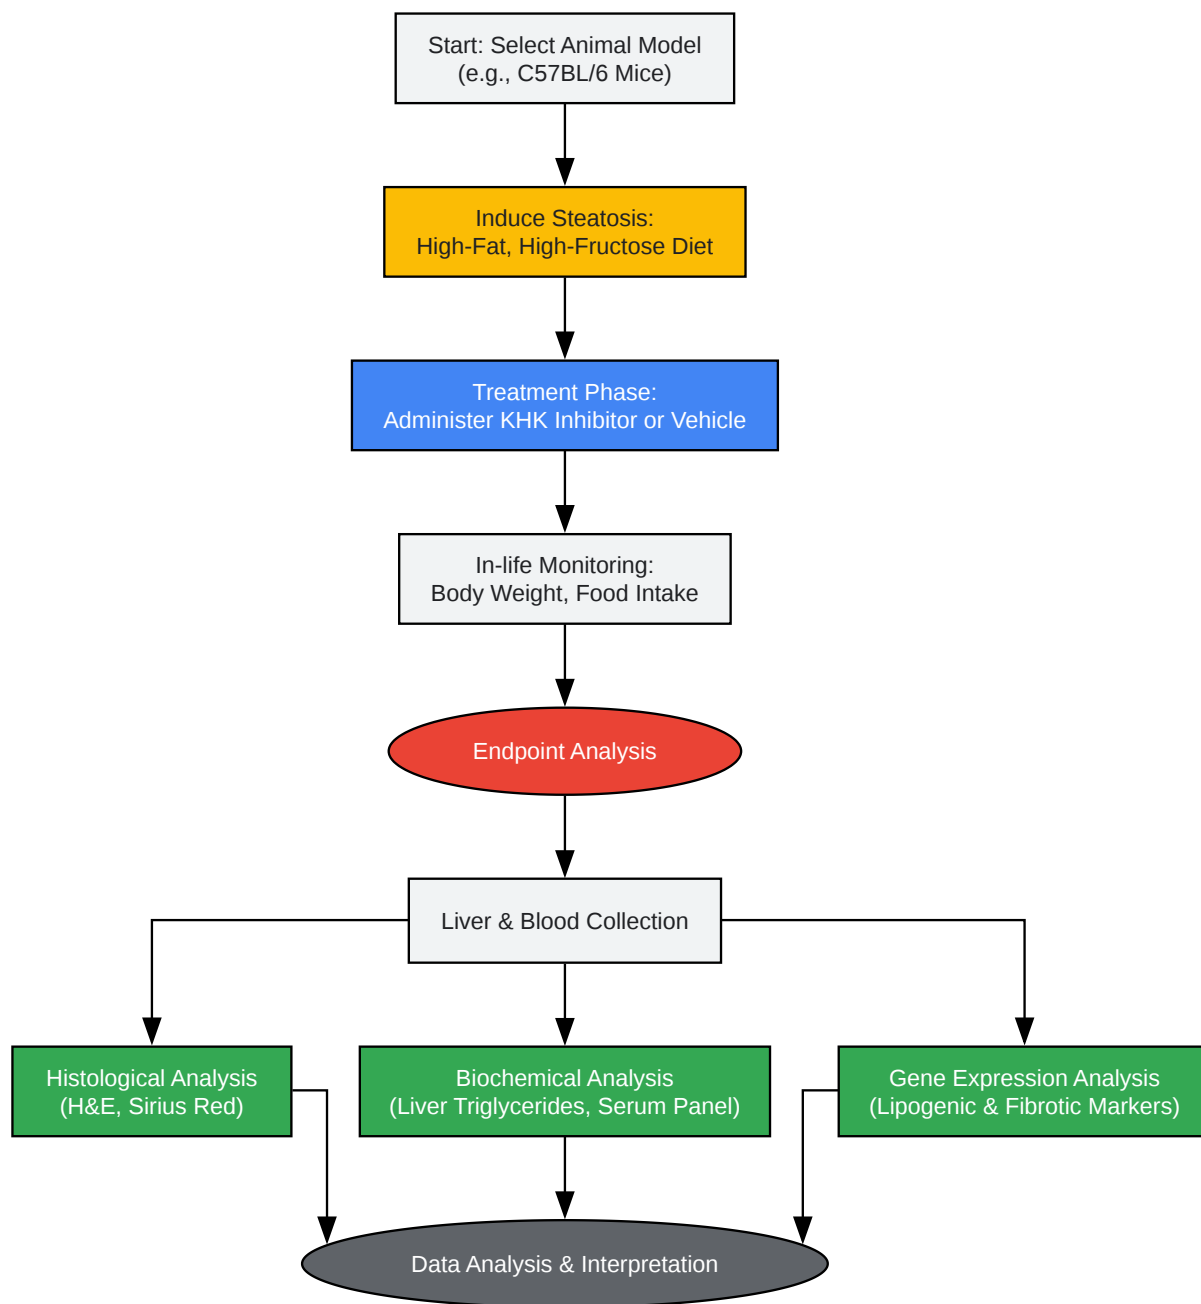 Start: Select Animal Model
(e.g., C57BL/6 Mice)
Induce Steatosis:
High-Fat, High-Fructose Diet
Treatment Phase:
Administer KHK Inhibitor or Vehicle
In-life Monitoring:
Body Weight, Food Intake
Endpoint Analysis
Liver & Blood Collection
Histological Analysis
(H&E, Sirius Red)
Biochemical Analysis
(Liver Triglycerides, Serum Panel)
Gene Expression Analysis
(Lipogenic & Fibrotic Markers)
Data Analysis & Interpretation